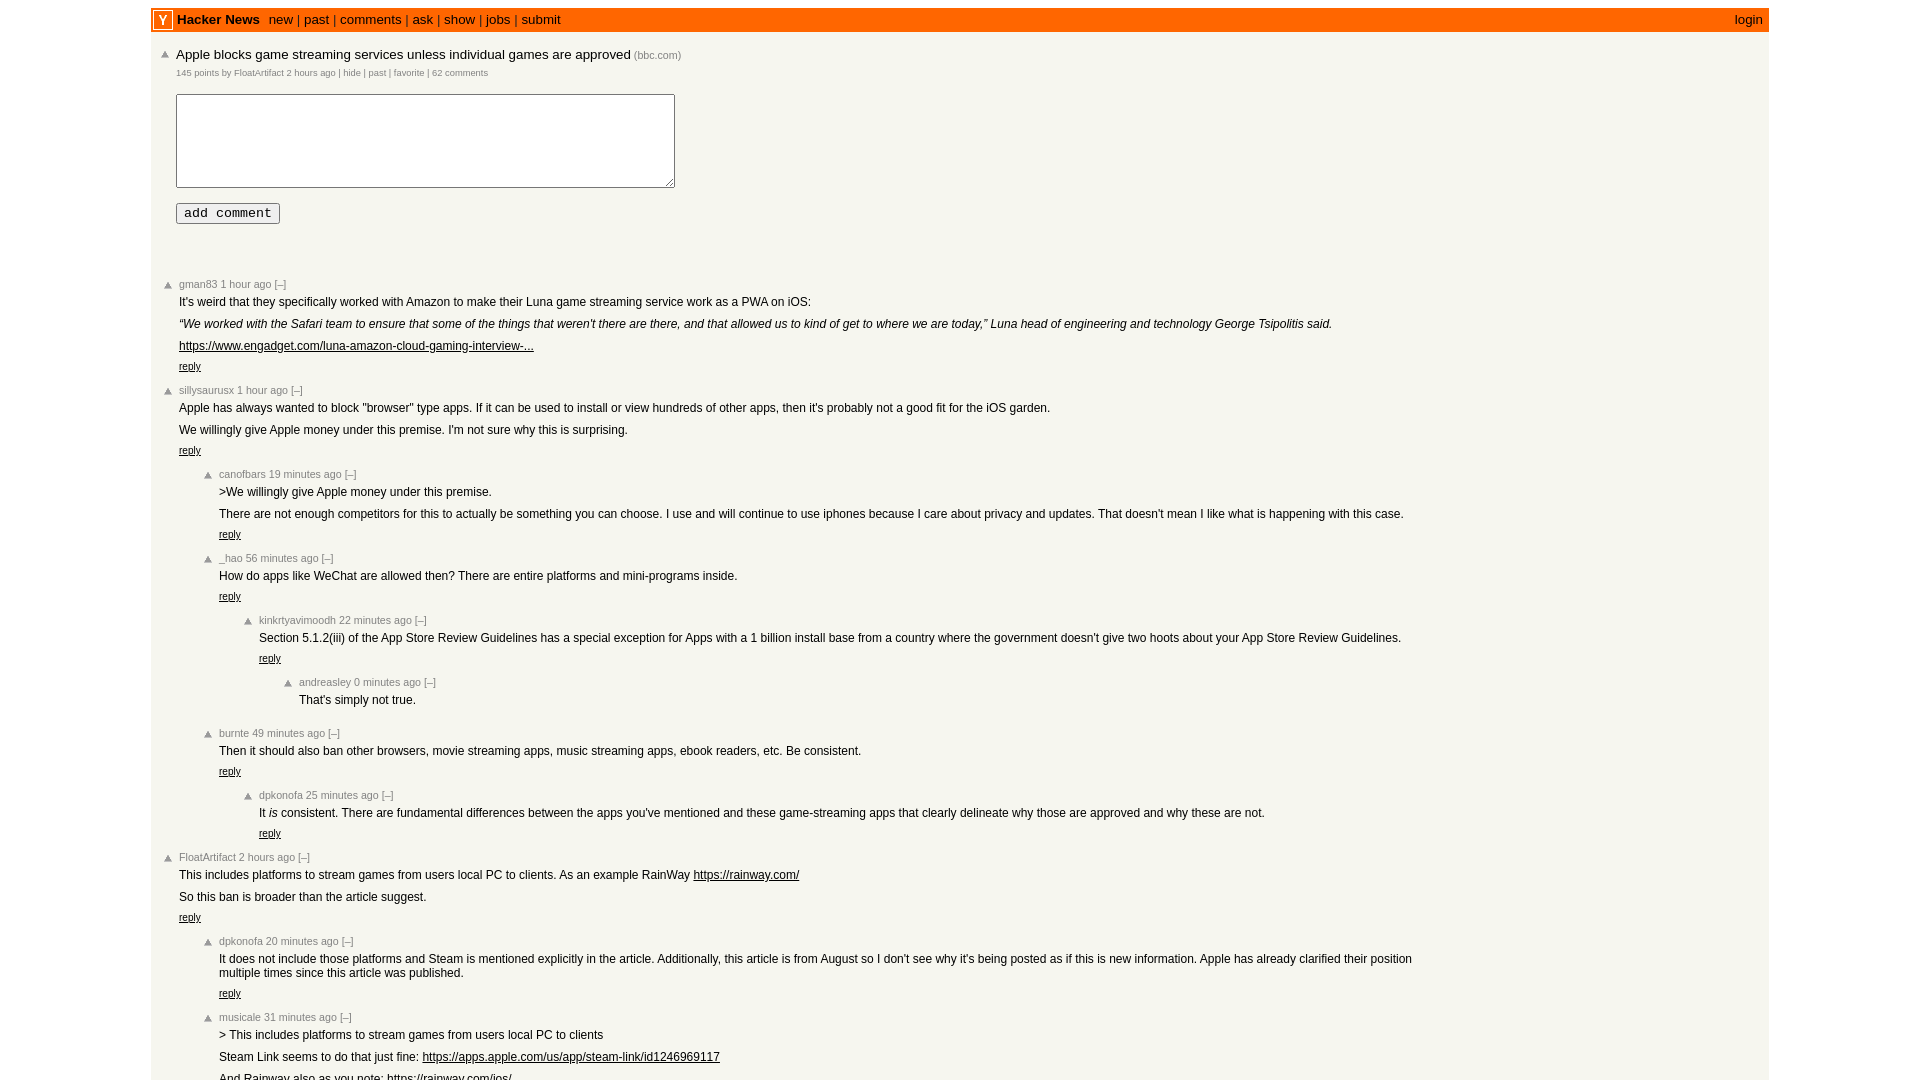 Y Hacker News new | past | comments | ask | show | jobs | submit login
Apple blocks game streaming services unless individual games are approved (bbc.com)
145 points by FloatArtifact 2 hours ago | hide | past | favorite | 62 comments
add comment
gman83 1 hour ago [–]
It's weird that they specifically worked with Amazon to make their Luna game streaming service work as a PWA on iOS:
“We worked with the Safari team to ensure that some of the things that weren't there are there, and that allowed us to kind of get to where we are today,” Luna head of engineering and technology George Tsipolitis said.
https://www.engadget.com/luna-amazon-cloud-gaming-interview-...
reply
sillysaurusx 1 hour ago [–]
Apple has always wanted to block "browser" type apps. If it can be used to install or view hundreds of other apps, then it's probably not a good fit for the iOS garden.
We willingly give Apple money under this premise. I'm not sure why this is surprising.
reply
canofbars 19 minutes ago [–]
>We willingly give Apple money under this premise.
There are not enough competitors for this to actually be something you can choose. I use and will continue to use iphones because I care about privacy and updates. That doesn't mean I like what is happening with this case.
reply
_hao 56 minutes ago [–]
How do apps like WeChat are allowed then? There are entire platforms and mini-programs inside.
reply
kinkrtyavimoodh 22 minutes ago [–]
Section 5.1.2(iii) of the App Store Review Guidelines has a special exception for Apps with a 1 billion install base from a country where the government doesn't give two hoots about your App Store Review Guidelines.
reply
andreasley 0 minutes ago [–]
That's simply not true.
burnte 49 minutes ago [–]
Then it should also ban other browsers, movie streaming apps, music streaming apps, ebook readers, etc. Be consistent.
reply
dpkonofa 25 minutes ago [–]
It is consistent. There are fundamental differences between the apps you've mentioned and these game-streaming apps that clearly delineate why those are approved and why these are not.
reply
FloatArtifact 2 hours ago [–]
This includes platforms to stream games from users local PC to clients. As an example RainWay https://rainway.com/
So this ban is broader than the article suggest.
reply
dpkonofa 20 minutes ago [–]
It does not include those platforms and Steam is mentioned explicitly in the article. Additionally, this article is from August so I don't see why it's being posted as if this is new information. Apple has already clarified their position
multiple times since this article was published.
reply
musicale 31 minutes ago [–]
> This includes platforms to stream games from users local PC to clients
Steam Link seems to do that just fine: https://apps.apple.com/us/app/steam-link/id1246969117
And Rainway also as you note: https://rainway.com/ios/